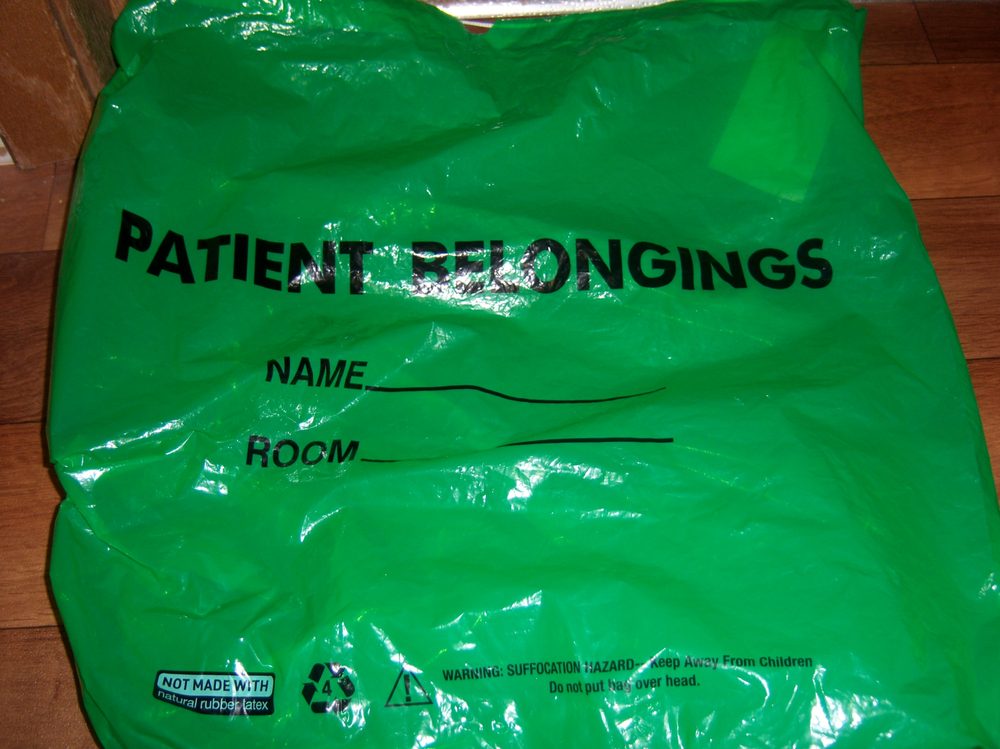 PATIENT BELONGINGS
NAME
ROOM
NOT MADE WITH
natural rubber latex
4
WARNING: SUFFOCATION HAZARD-- Keep Away From Children
Do not put bag over head.